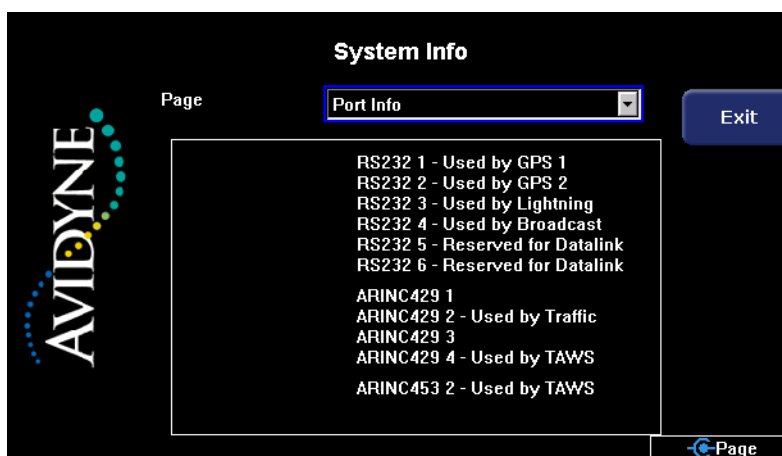 System Info
Page
Port Info
Exit
AVIDYNE
RS232 1 - Used by GPS 1
RS232 2 - Used by GPS 2
RS232 3 - Used by Lightning
RS232 4 - Used by Broadcast
RS232 5 - Reserved for Datalink
RS232 6 - Reserved for Datalink
ARINC429 1
ARINC429 2 - Used by Traffic
ARINC429 3
ARINC429 4 - Used by TAWS
ARINC453 2 - Used by TAWS
Page